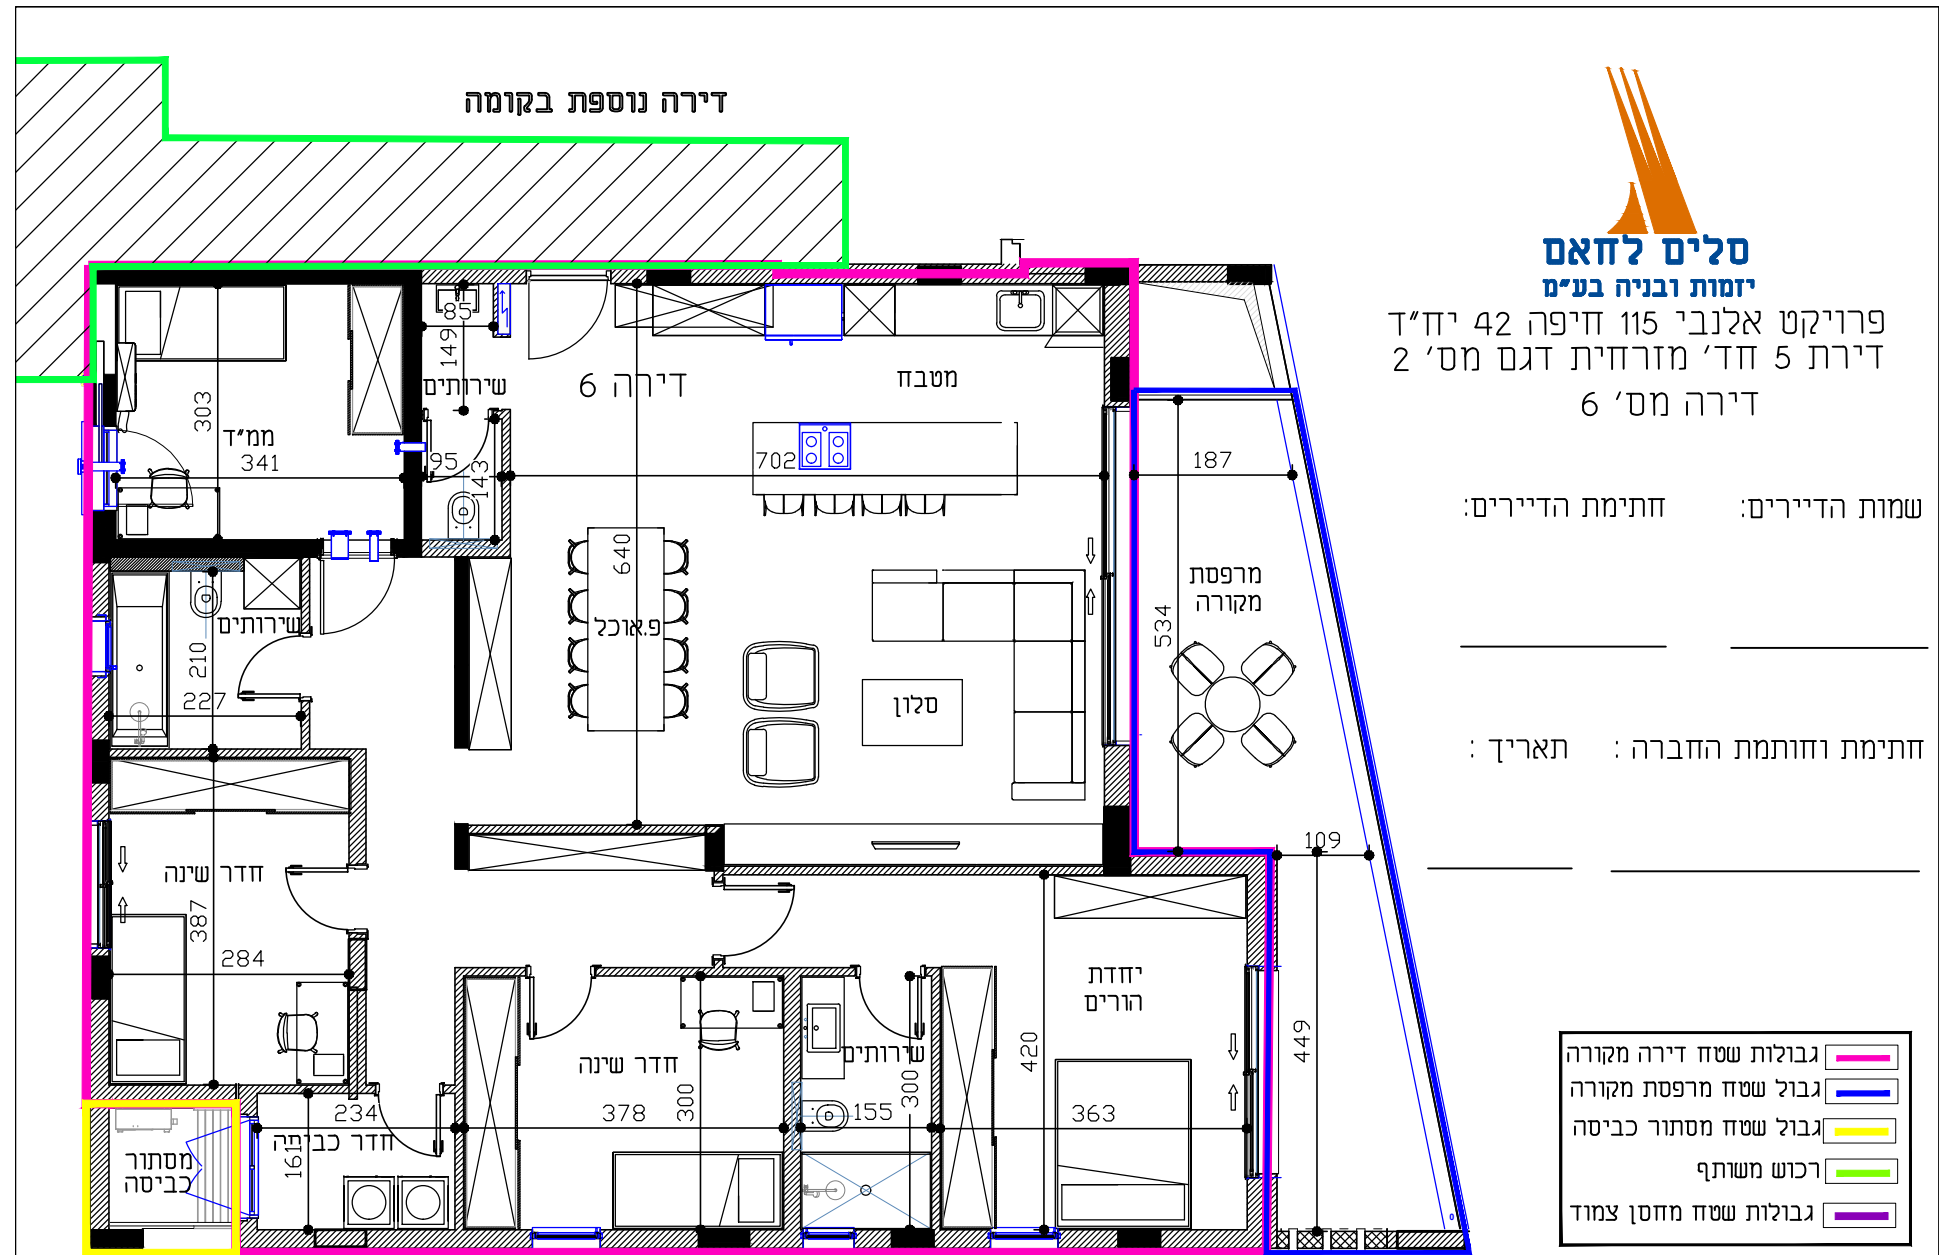 דירה נוספת בקומה
סלים לחאם
יזמות ובניה בע״מ
פרויקט אלנבי 115 חיפה 42 יח״ד
דירת 5 חד׳ מזרחית דגם מס׳ 2
דירה מס׳ 6
שמות הדיירים:
חתימת הדיירים:
חתימת וחותמת החברה :
תאריך :
85
149
שירותים
דירה 6
מטבח
303
ממ״ד
341
95
143
702
187
640
מרפסת
מקורה
534
פ.אוכל
סלון
שירותים
210
227
109
חדר שינה
387
284
יחדת
הורים
449
420
חדר שינה
שירותים
300
300
234
378
155
363
חדר כביסה
161
מסתור
כביסה
גבולות שטח דירה מקורה
גבול שטח מרפסת מקורה
גבול שטח מסתור כביסה
רכוש משותף
גבולות שטח מחסן צמוד